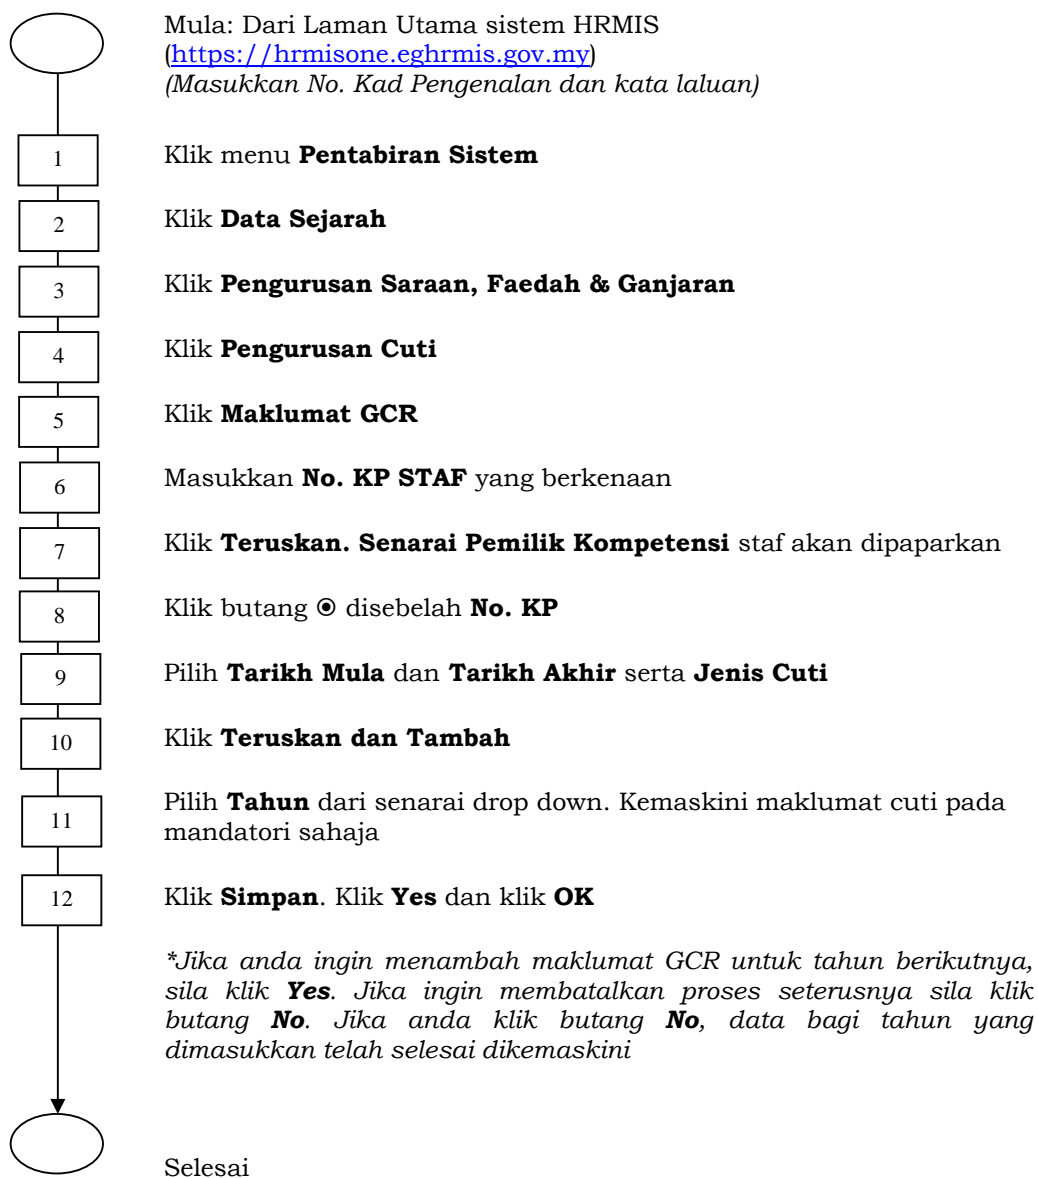 Mula: Dari Laman Utama sistem HRMIS
(https://hrmisone.eghrmis.gov.my)
(Masukkan No. Kad Pengenalan dan kata laluan)
1
Klik menu Pentabiran Sistem
2
Klik Data Sejarah
3
Klik Pengurusan Saraan, Faedah & Ganjaran
4
Klik Pengurusan Cuti
5
Klik Maklumat GCR
6
Masukkan No. KP STAF yang berkenaan
7
Klik Teruskan. Senarai Pemilik Kompetensi staf akan dipaparkan
8
Klik butang ⦿ disebelah No. KP
9
Pilih Tarikh Mula dan Tarikh Akhir serta Jenis Cuti
10
Klik Teruskan dan Tambah
11
Pilih Tahun dari senarai drop down. Kemaskini maklumat cuti pada
mandatori sahaja
12
Klik Simpan. Klik Yes dan klik OK
*Jika anda ingin menambah maklumat GCR untuk tahun berikutnya,
sila klik Yes. Jika ingin membatalkan proses seterusnya sila klik
butang No. Jika anda klik butang No, data bagi tahun yang
dimasukkan telah selesai dikemaskini
Selesai